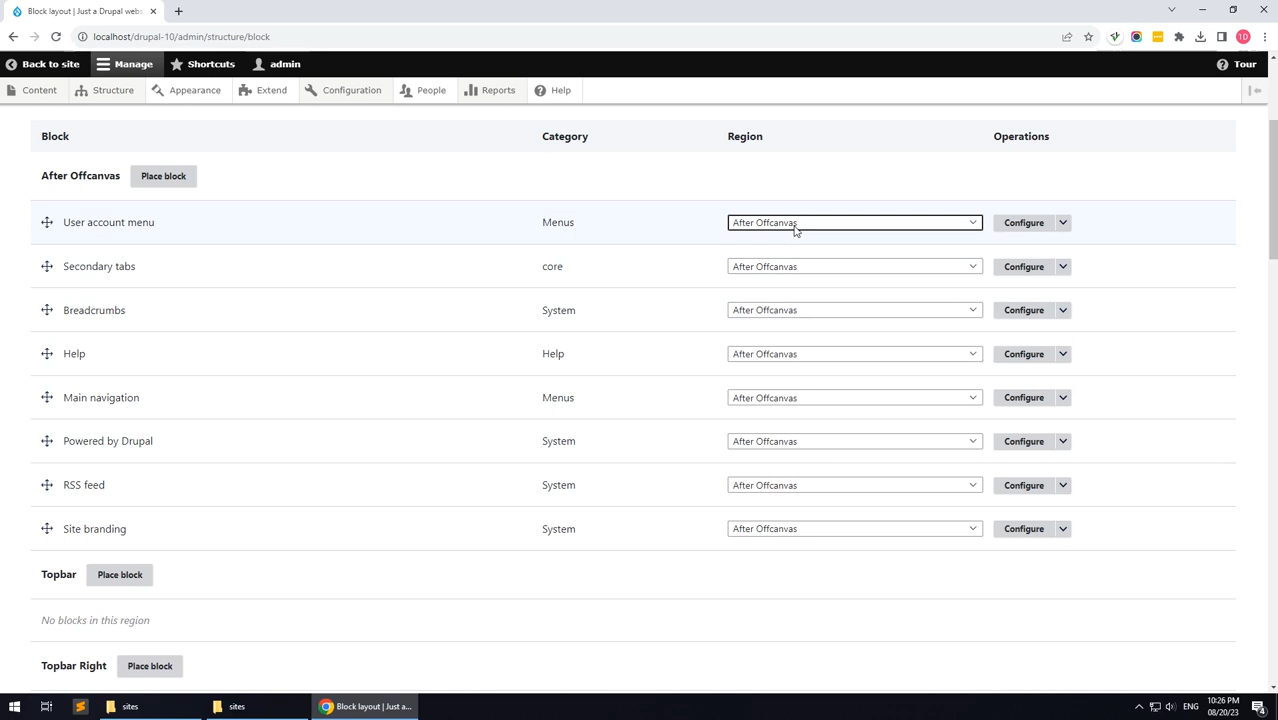 Block layout | Just a Drupal webs
localhost/drupal-10/admin/structure/block
1D
Back to site
Manage
Shortcuts
admin
Tour
Content
Structure
Appearance
Extend
Configuration
People
Reports
Help
Block Category Region Operations
After Offcanvas Place block
User account menu Menus After Offcanvas Configure
Secondary tabs core After Offcanvas Configure
Breadcrumbs System After Offcanvas Configure
Help Help After Offcanvas Configure
Main navigation Menus After Offcanvas Configure
Powered by Drupal System After Offcanvas Configure
RSS feed System After Offcanvas Configure
Site branding System After Offcanvas Configure
Topbar Place block
No blocks in this region
Topbar Right Place block
sites
sites
Block layout | Just a...
ENG
10:26 PM
08/20/23
4